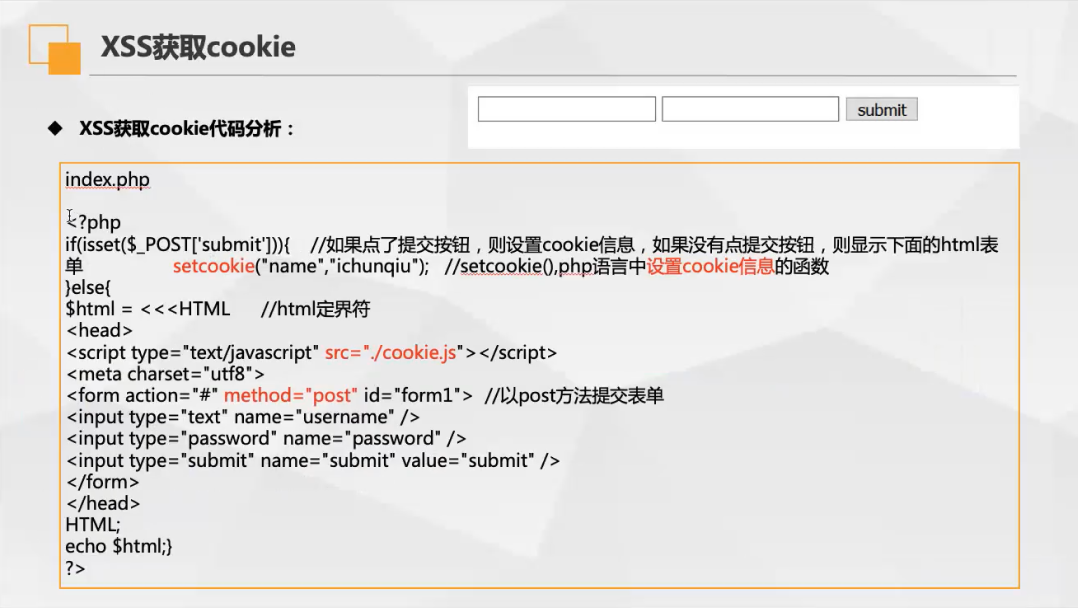 XSS获取cookie
submit
◆ XSS获取cookie代码分析：
index.php
<?php
if(isset($_POST['submit'])){ //如果点了提交按钮，则设置cookie信息，如果没有点提交按钮，则显示下面的html表
单 setcookie("name","ichunqiu"); //setcookie(),php语言中设置cookie信息的函数
}else{
$html = <<<HTML //html定界符
<head>
<script type="text/javascript" src="./cookie.js"></script>
<meta charset="utf8">
<form action="#" method="post" id="form1"> //以post方法提交表单
<input type="text" name="username" />
<input type="password" name="password" />
<input type="submit" name="submit" value="submit" />
</form>
</head>
HTML;
echo $html;}
?>